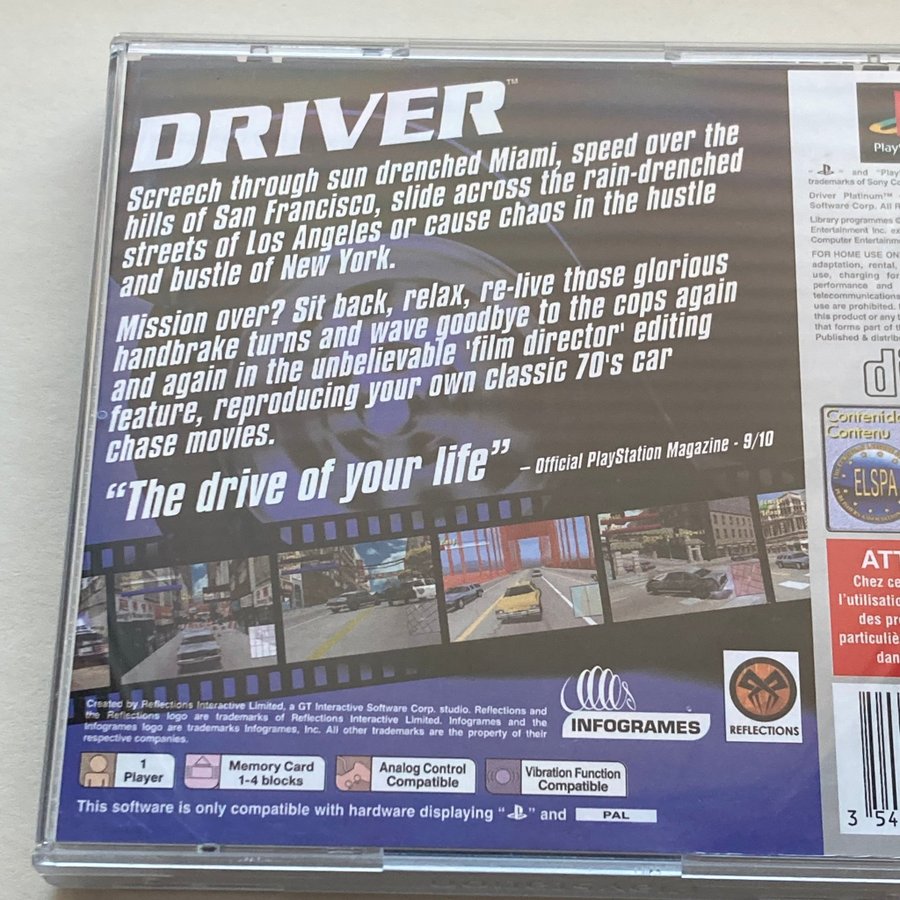 DRIVER™
Screech through sun drenched Miami, speed over the
hills of San Francisco, slide across the rain-drenched
streets of Los Angeles or cause chaos in the hustle
and bustle of New York.
Mission over? Sit back, relax, re-live those glorious
handbrake turns and wave goodbye to the cops again
and again in the unbelievable 'film director' editing
feature, reproducing your own classic 70's car
chase movies.
“The drive of your life” – Official PlayStation Magazine - 9/10
Created by Reflections Interactive Limited, a GT Interactive Software Corp. studio. Reflections and
the Reflections logo are trademarks of Reflections Interactive Limited. Infogrames and the
Infogrames logo are trademarks Infogrames, Inc. All other trademarks are the property of their
respective companies.
INFOGRAMES
REFLECTIONS
1
Player
Memory Card
1-4 blocks
Analog Control
Compatible
Vibration Function
Compatible
This software is only compatible with hardware displaying “ ” and PAL
Play
" " and "Play
trademarks of Sony
Driver Platinum™
Software Corp. All
Library programmes ©
Entertainment Inc.
Computer
FOR HOME USE
adaptation, rental,
use, charging for
performance and
telecommunications
use are prohibited.
this product or any
that forms part of
Published &
Contenu
ELSPA
ATT
Chez
l'utilisati
des
particuliè
dan
3 54